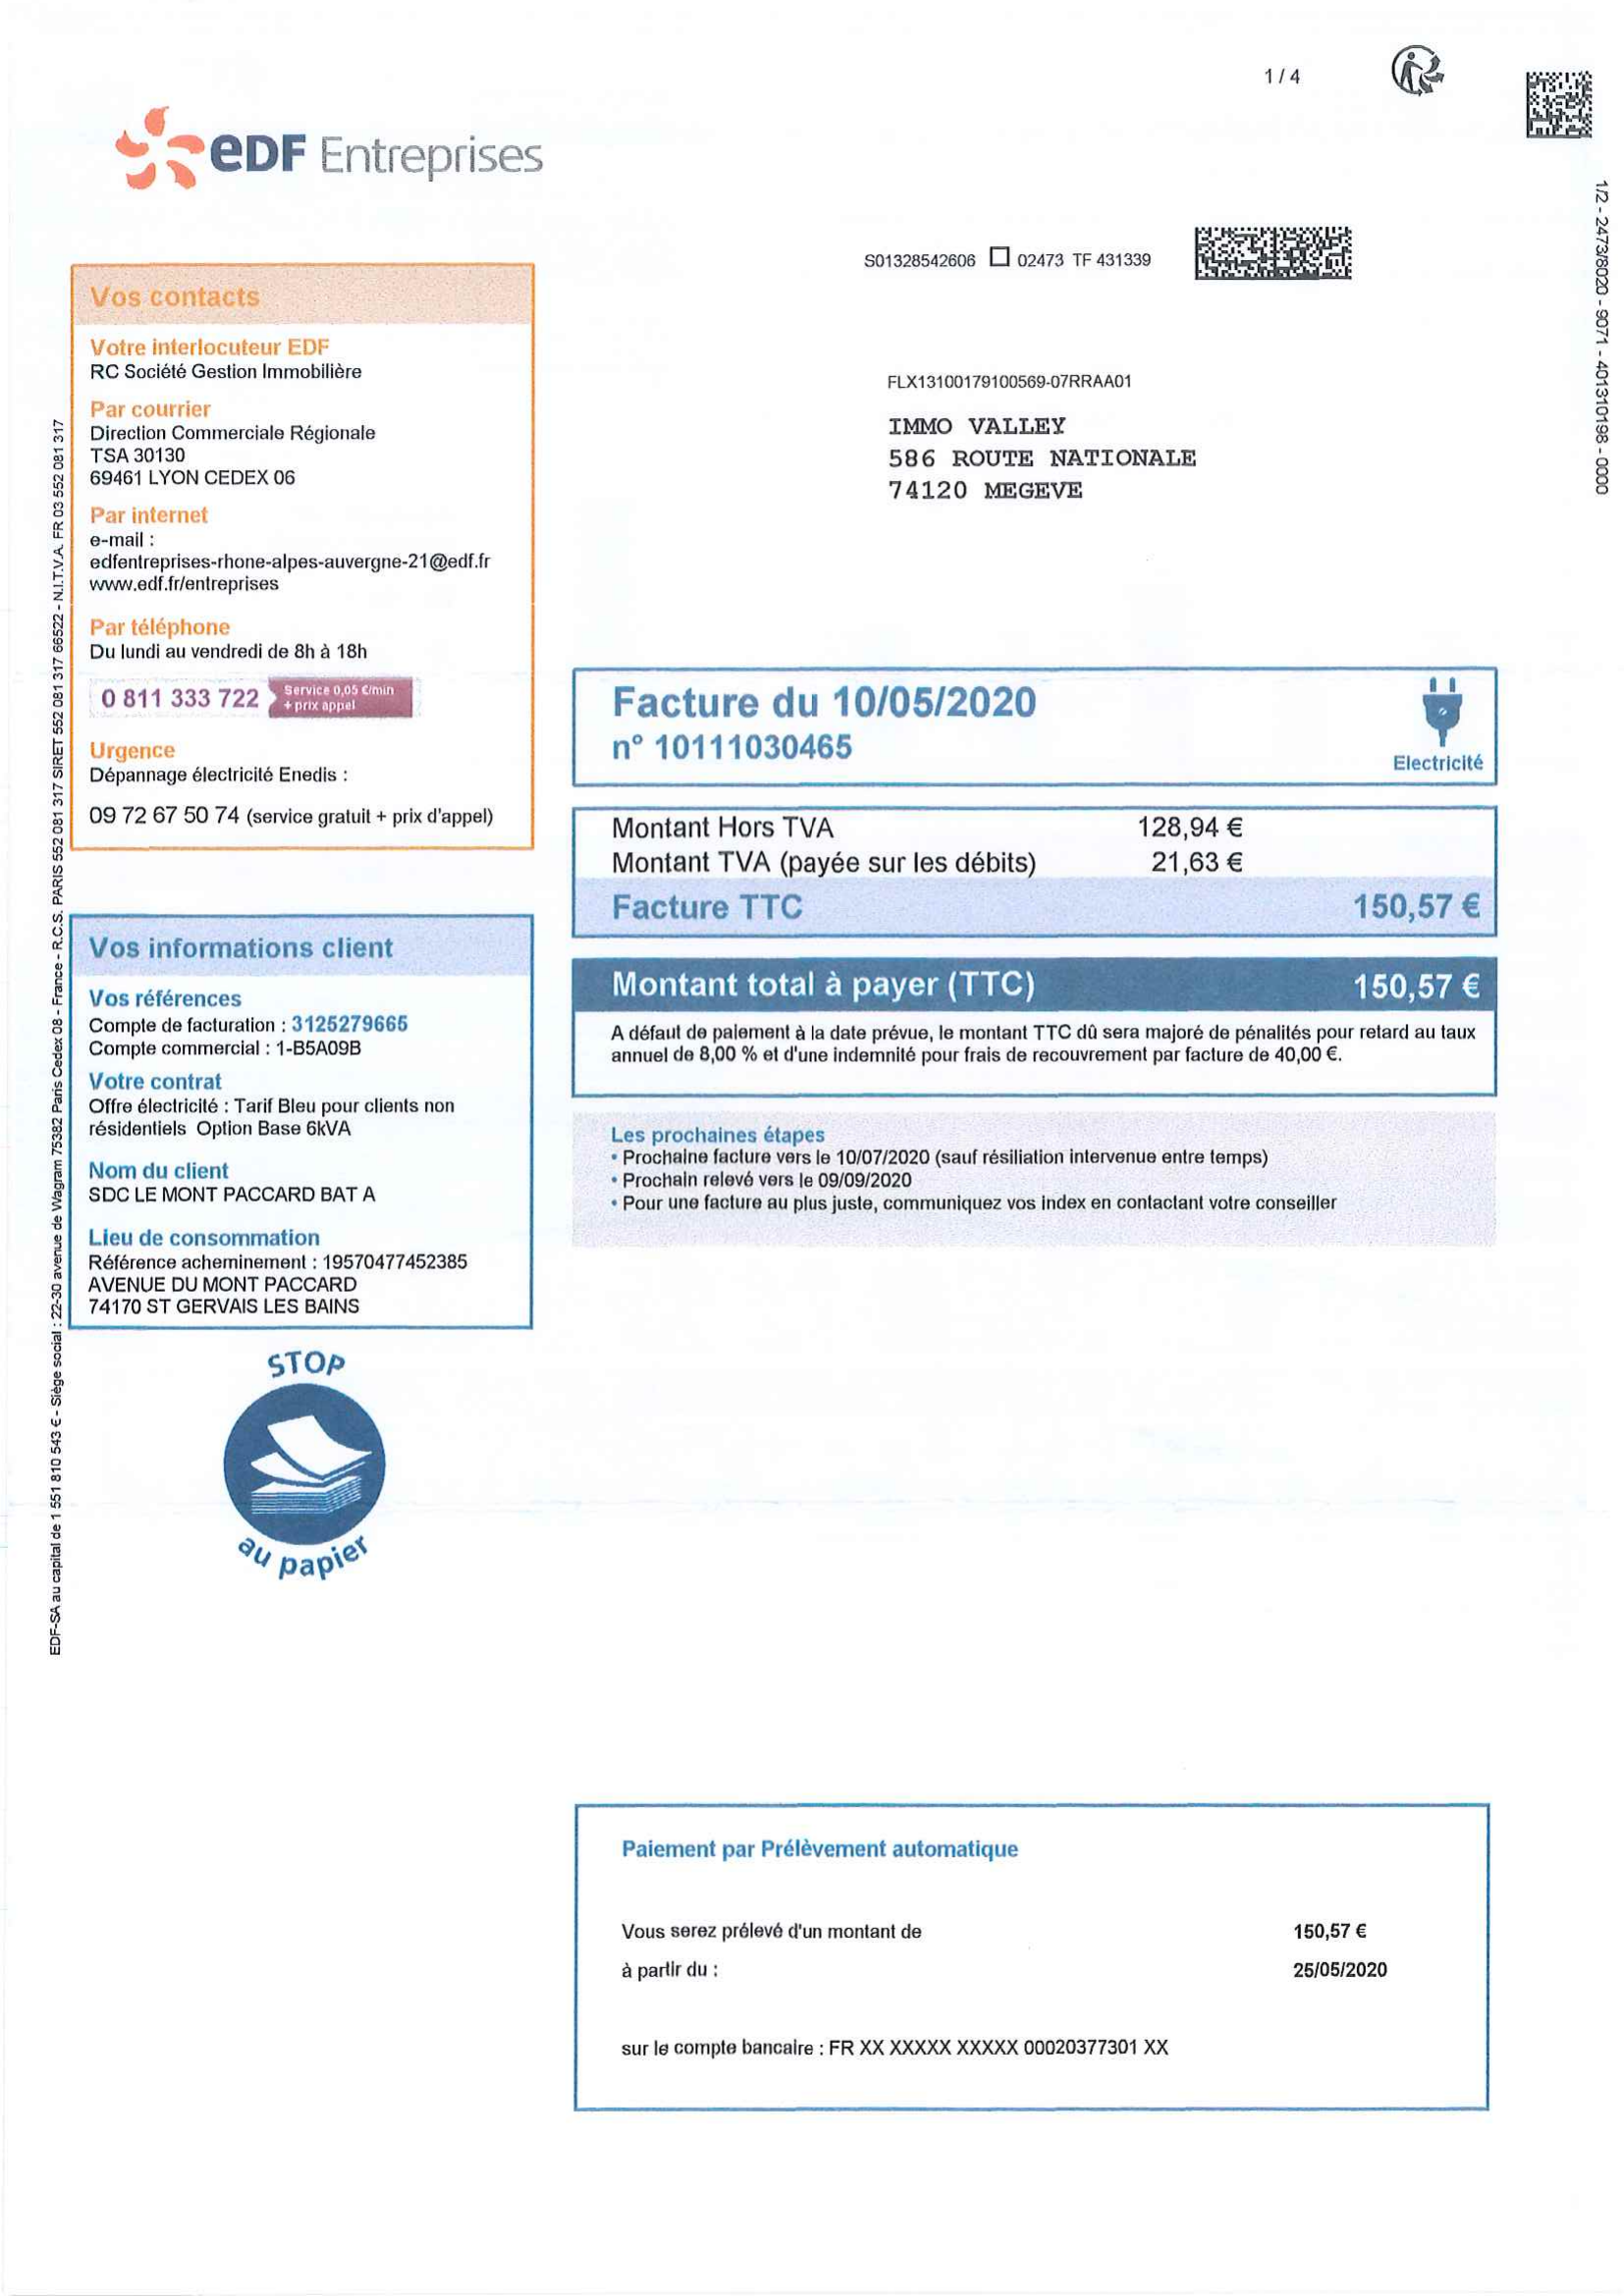 1 / 4
eDF Entreprises
1/2 - 2473/8020 - 9071 - 401310198 - 0000
S01328542606 02473 TF 431339
FLX13100179100569-07RRAA01
IMMO VALLEY
586 ROUTE NATIONALE
74120 MEGEVE
Vos contacts
Votre interlocuteur EDF
RC Société Gestion Immobilière
Par courrier
Direction Commerciale Régionale
TSA 30130
69461 LYON CEDEX 06
Par internet
e-mail :
edfentreprises-rhone-alpes-auvergne-21@edf.fr
www.edf.fr/entreprises
Par téléphone
Du lundi au vendredi de 8h à 18h
0 811 333 722 Service 0,05 €/min
+ prix appel
Urgence
Dépannage électricité Enedis :
09 72 67 50 74 (service gratuit + prix d'appel)
Facture du 10/05/2020
n° 10111030465
Electricité
Montant Hors TVA 128,94 €
Montant TVA (payée sur les débits) 21,63 €
Facture TTC 150,57 €
Montant total à payer (TTC) 150,57 €
A défaut de paiement à la date prévue, le montant TTC dû sera majoré de pénalités pour retard au taux
annuel de 8,00 % et d'une indemnité pour frais de recouvrement par facture de 40,00 €.
Les prochaines étapes
• Prochaine facture vers le 10/07/2020 (sauf résiliation intervenue entre temps)
• Prochain relevé vers le 09/09/2020
• Pour une facture au plus juste, communiquez vos index en contactant votre conseiller
Vos informations client
Vos références
Compte de facturation : 3125279665
Compte commercial : 1-B5A09B
Votre contrat
Offre électricité : Tarif Bleu pour clients non
résidentiels Option Base 6kVA
Nom du client
SDC LE MONT PACCARD BAT A
Lieu de consommation
Référence acheminement : 19570477452385
AVENUE DU MONT PACCARD
74170 ST GERVAIS LES BAINS
STOP
au papier
EDF-SA au capital de 1 551 810 543 € - Siège social : 22-30 avenue de Wagram 75382 Paris Cedex 08 - France - R.C.S. PARIS 552 081 317 SIRET 552 081 317 66522 - N.I.T.V.A. FR 03 552 081 317
Paiement par Prélèvement automatique
Vous serez prélevé d'un montant de 150,57 €
à partir du : 25/05/2020
sur le compte bancaire : FR XX XXXXX XXXXX 00020377301 XX